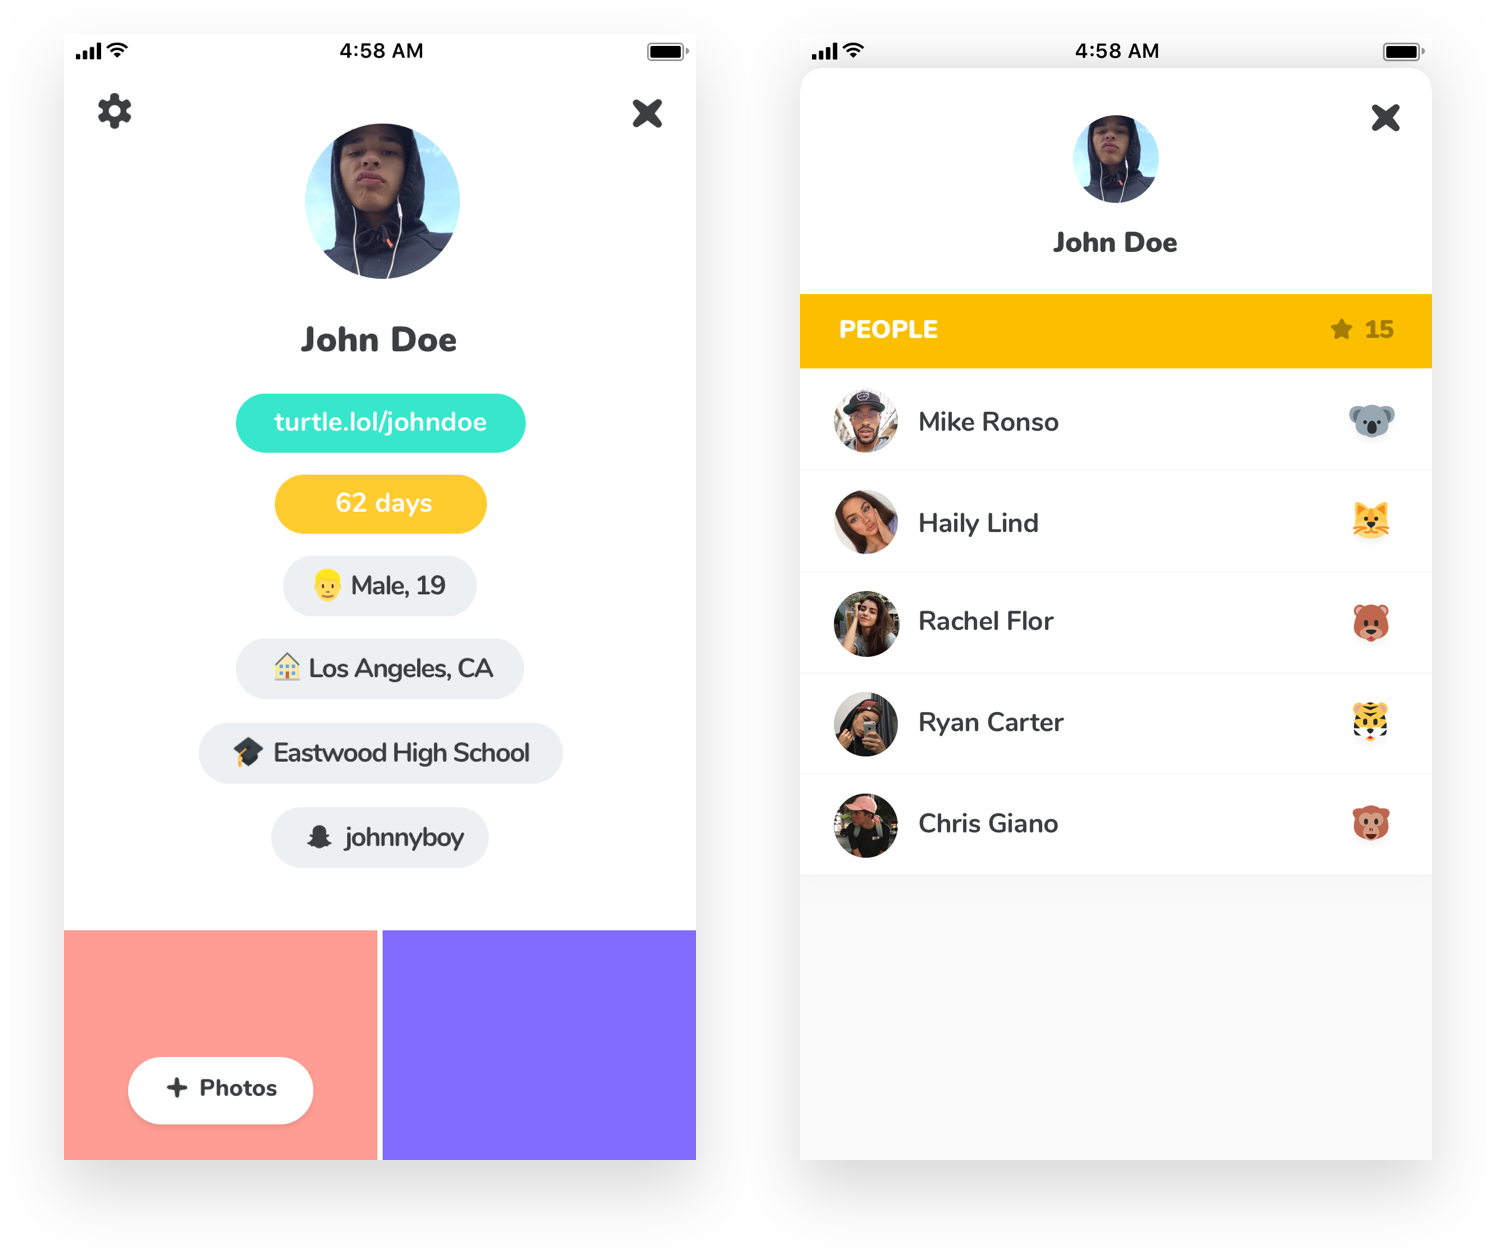 4:58 AM
John Doe
turtle.lol/johndoe
62 days
Male, 19
Los Angeles, CA
Eastwood High School
johnnyboy
Photos
4:58 AM
John Doe
PEOPLE 15
Mike Ronso
Haily Lind
Rachel Flor
Ryan Carter
Chris Giano